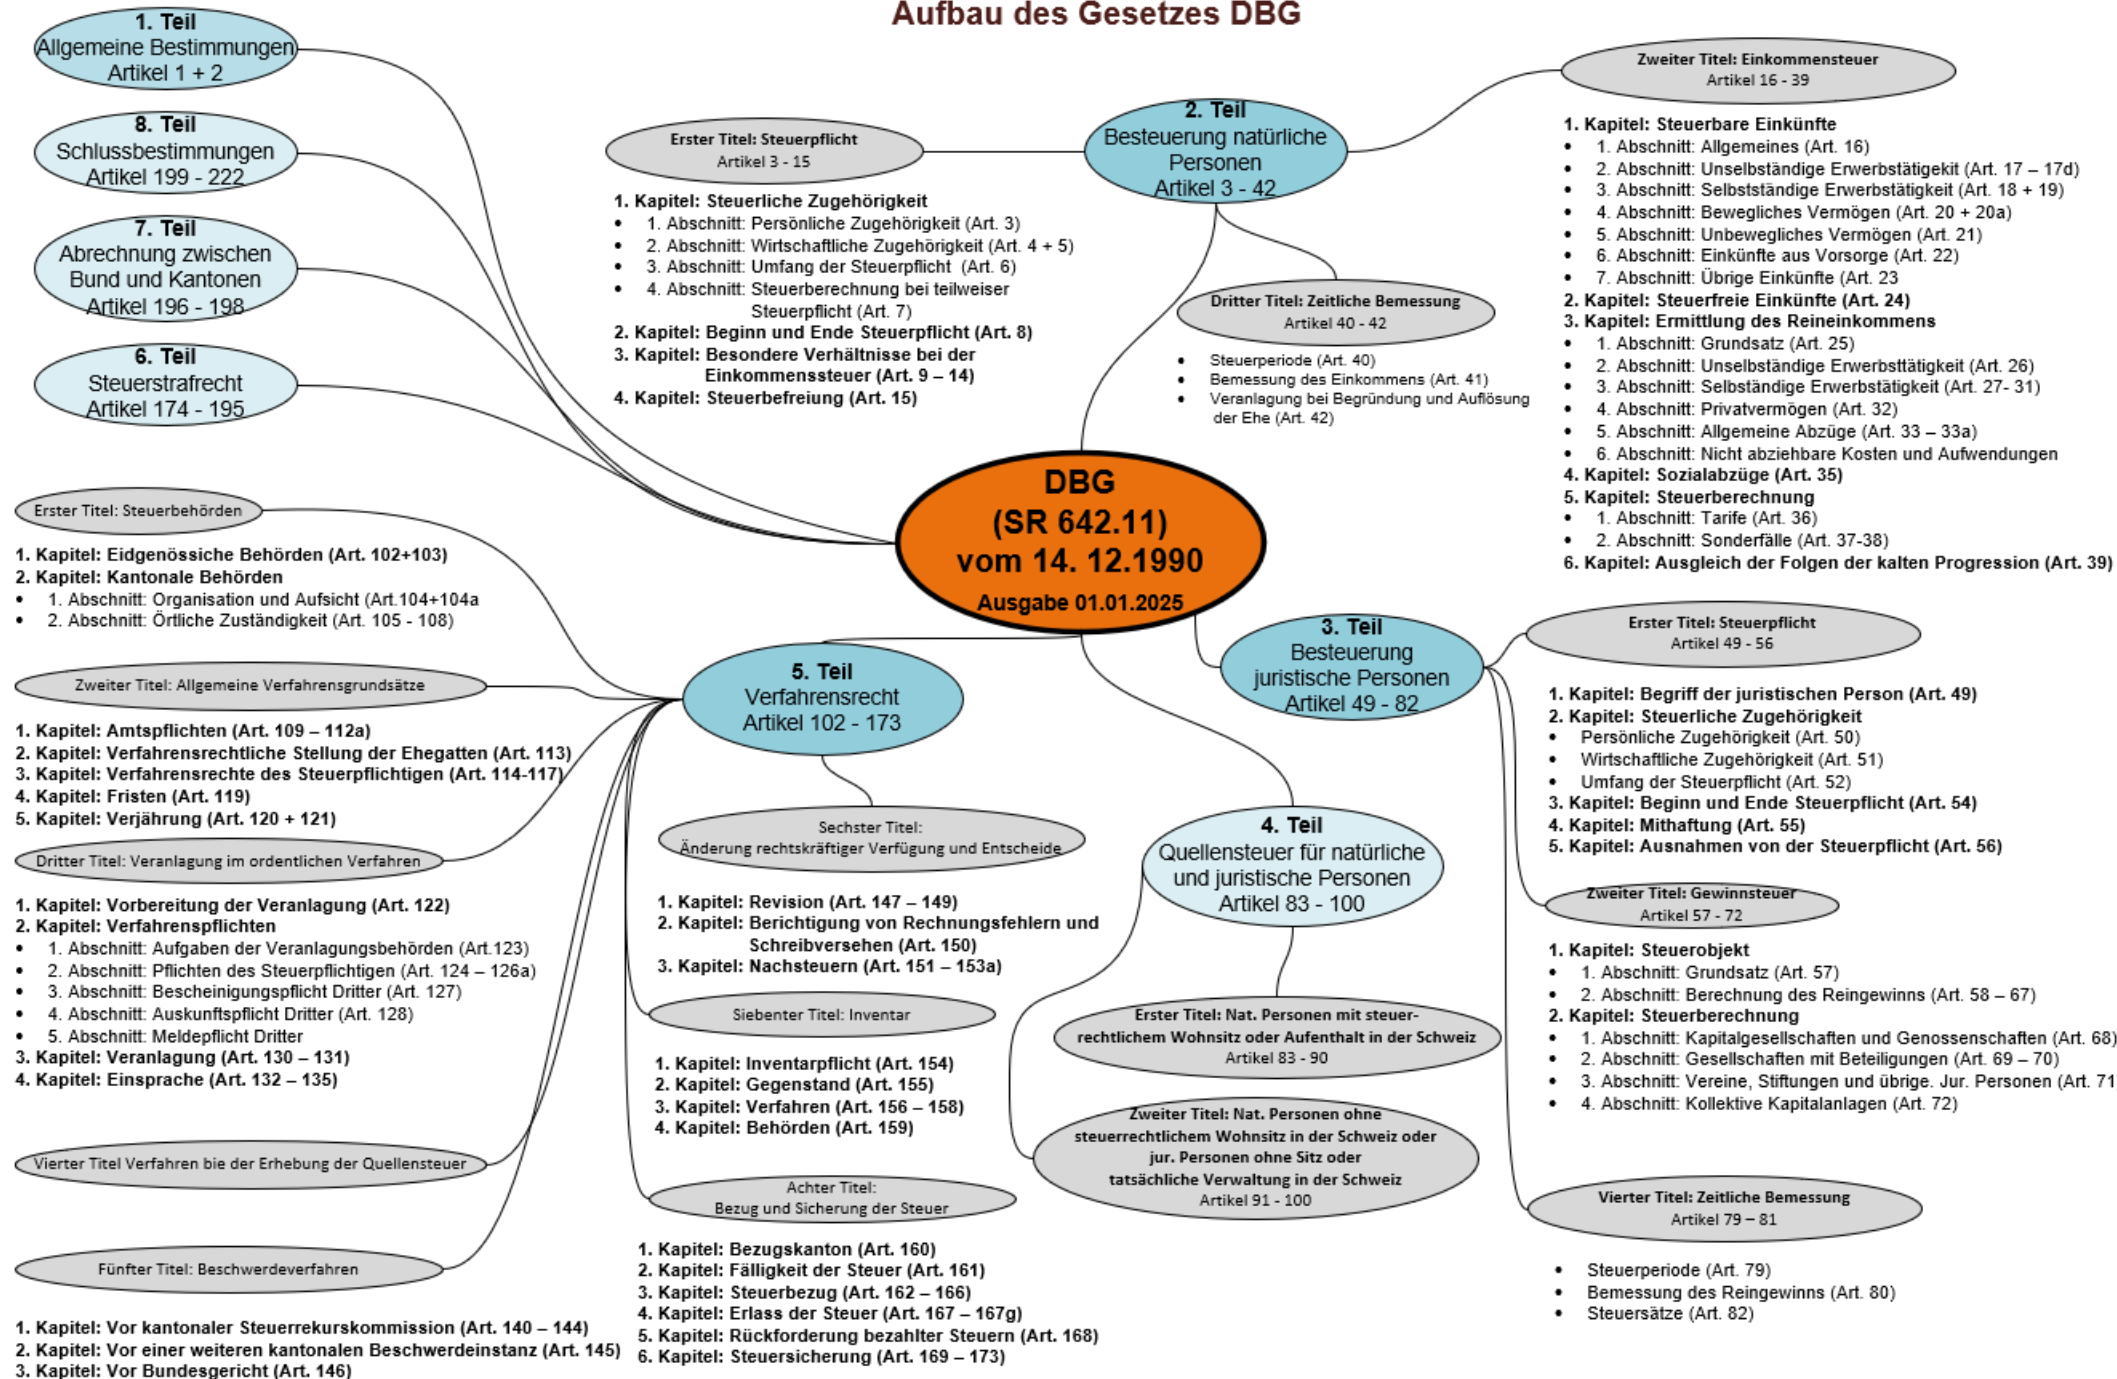 Aufbau des Gesetzes DBG
1. Teil
Allgemeine Bestimmungen
Artikel 1 + 2
8. Teil
Schlussbestimmungen
Artikel 199 - 222
7. Teil
Abrechnung zwischen
Bund und Kantonen
Artikel 196 - 198
6. Teil
Steuerstrafrecht
Artikel 174 - 195
Erster Titel: Steuerpflicht
Artikel 3 - 15
1. Kapitel: Steuerliche Zugehörigkeit
• 1. Abschnitt: Persönliche Zugehörigkeit (Art. 3)
• 2. Abschnitt: Wirtschaftliche Zugehörigkeit (Art. 4 + 5)
• 3. Abschnitt: Umfang der Steuerpflicht (Art. 6)
• 4. Abschnitt: Steuerberechnung bei teilweiser
Steuerpflicht (Art. 7)
2. Kapitel: Beginn und Ende Steuerpflicht (Art. 8)
3. Kapitel: Besondere Verhältnisse bei der
Einkommenssteuer (Art. 9 – 14)
4. Kapitel: Steuerbefreiung (Art. 15)
2. Teil
Besteuerung natürliche
Personen
Artikel 3 - 42
Dritter Titel: Zeitliche Bemessung
Artikel 40 - 42
• Steuerperiode (Art. 40)
• Bemessung des Einkommens (Art. 41)
• Veranlagung bei Begründung und Auflösung
der Ehe (Art. 42)
Zweiter Titel: Einkommensteuer
Artikel 16 - 39
1. Kapitel: Steuerbare Einkünfte
• 1. Abschnitt: Allgemeines (Art. 16)
• 2. Abschnitt: Unselbständige Erwerbstätigekit (Art. 17 – 17d)
• 3. Abschnitt: Selbstständige Erwerbstätigkeit (Art. 18 + 19)
• 4. Abschnitt: Bewegliches Vermögen (Art. 20 + 20a)
• 5. Abschnitt: Unbewegliches Vermögen (Art. 21)
• 6. Abschnitt: Einkünfte aus Vorsorge (Art. 22)
• 7. Abschnitt: Übrige Einkünfte (Art. 23
2. Kapitel: Steuerfreie Einkünfte (Art. 24)
3. Kapitel: Ermittlung des Reineinkommens
• 1. Abschnitt: Grundsatz (Art. 25)
• 2. Abschnitt: Unselbständige Erwerbsttätigkeit (Art. 26)
• 3. Abschnitt: Selbständige Erwerbstätigkeit (Art. 27- 31)
• 4. Abschnitt: Privatvermögen (Art. 32)
• 5. Abschnitt: Allgemeine Abzüge (Art. 33 – 33a)
• 6. Abschnitt: Nicht abziehbare Kosten und Aufwendungen
4. Kapitel: Sozialabzüge (Art. 35)
5. Kapitel: Steuerberechnung
• 1. Abschnitt: Tarife (Art. 36)
• 2. Abschnitt: Sonderfälle (Art. 37-38)
6. Kapitel: Ausgleich der Folgen der kalten Progression (Art. 39)
DBG
(SR 642.11)
vom 14. 12.1990
Ausgabe 01.01.2025
Erster Titel: Steuerbehörden
1. Kapitel: Eidgenössiche Behörden (Art. 102+103)
2. Kapitel: Kantonale Behörden
• 1. Abschnitt: Organisation und Aufsicht (Art.104+104a
• 2. Abschnitt: Örtliche Zuständigkeit (Art. 105 - 108)
Zweiter Titel: Allgemeine Verfahrensgrundsätze
1. Kapitel: Amtspflichten (Art. 109 – 112a)
2. Kapitel: Verfahrensrechtliche Stellung der Ehegatten (Art. 113)
3. Kapitel: Verfahrensrechte des Steuerpflichtigen (Art. 114-117)
4. Kapitel: Fristen (Art. 119)
5. Kapitel: Verjährung (Art. 120 + 121)
Dritter Titel: Veranlagung im ordentlichen Verfahren
1. Kapitel: Vorbereitung der Veranlagung (Art. 122)
2. Kapitel: Verfahrenspflichten
• 1. Abschnitt: Aufgaben der Veranlagungsbehörden (Art.123)
• 2. Abschnitt: Pflichten des Steuerpflichtigen (Art. 124 – 126a)
• 3. Abschnitt: Bescheinigungspflicht Dritter (Art. 127)
• 4. Abschnitt: Auskunftspflicht Dritter (Art. 128)
• 5. Abschnitt: Meldepflicht Dritter
3. Kapitel: Veranlagung (Art. 130 – 131)
4. Kapitel: Einsprache (Art. 132 – 135)
Vierter Titel Verfahren bie der Erhebung der Quellensteuer
Fünfter Titel: Beschwerdeverfahren
1. Kapitel: Vor kantonaler Steuerrekurskommission (Art. 140 – 144)
2. Kapitel: Vor einer weiteren kantonalen Beschwerdeinstanz (Art. 145)
3. Kapitel: Vor Bundesgericht (Art. 146)
5. Teil
Verfahrensrecht
Artikel 102 - 173
Sechster Titel:
Änderung rechtskräftiger Verfügung und Entscheide
1. Kapitel: Revision (Art. 147 – 149)
2. Kapitel: Berichtigung von Rechnungsfehlern und
Schreibversehen (Art. 150)
3. Kapitel: Nachsteuern (Art. 151 – 153a)
Siebenter Titel: Inventar
1. Kapitel: Inventarpflicht (Art. 154)
2. Kapitel: Gegenstand (Art. 155)
3. Kapitel: Verfahren (Art. 156 – 158)
4. Kapitel: Behörden (Art. 159)
Achter Titel:
Bezug und Sicherung der Steuer
1. Kapitel: Bezugskanton (Art. 160)
2. Kapitel: Fälligkeit der Steuer (Art. 161)
3. Kapitel: Steuerbezug (Art. 162 – 166)
4. Kapitel: Erlass der Steuer (Art. 167 – 167g)
5. Kapitel: Rückforderung bezahlter Steuern (Art. 168)
6. Kapitel: Steuersicherung (Art. 169 – 173)
4. Teil
Quellensteuer für natürliche
und juristische Personen
Artikel 83 - 100
Erster Titel: Nat. Personen mit steuer-
rechtlichem Wohnsitz oder Aufenthalt in der Schweiz
Artikel 83 - 90
Zweiter Titel: Nat. Personen ohne
steuerrechtlichem Wohnsitz in der Schweiz oder
jur. Personen ohne Sitz oder
tatsächliche Verwaltung in der Schweiz
Artikel 91 - 100
3. Teil
Besteuerung
juristische Personen
Artikel 49 - 82
Erster Titel: Steuerpflicht
Artikel 49 - 56
1. Kapitel: Begriff der juristischen Person (Art. 49)
2. Kapitel: Steuerliche Zugehörigkeit
• Persönliche Zugehörigkeit (Art. 50)
• Wirtschaftliche Zugehörigkeit (Art. 51)
• Umfang der Steuerpflicht (Art. 52)
3. Kapitel: Beginn und Ende Steuerpflicht (Art. 54)
4. Kapitel: Mithaftung (Art. 55)
5. Kapitel: Ausnahmen von der Steuerpflicht (Art. 56)
Zweiter Titel: Gewinnsteuer
Artikel 57 - 72
1. Kapitel: Steuerobjekt
• 1. Abschnitt: Grundsatz (Art. 57)
• 2. Abschnitt: Berechnung des Reingewinns (Art. 58 – 67)
2. Kapitel: Steuerberechnung
• 1. Abschnitt: Kapitalgesellschaften und Genossenschaften (Art. 68)
• 2. Abschnitt: Gesellschaften mit Beteiligungen (Art. 69 – 70)
• 3. Abschnitt: Vereine, Stiftungen und übrige. Jur. Personen (Art. 71
• 4. Abschnitt: Kollektive Kapitalanlagen (Art. 72)
Vierter Titel: Zeitliche Bemessung
Artikel 79 – 81
• Steuerperiode (Art. 79)
• Bemessung des Reingewinns (Art. 80)
• Steuersätze (Art. 82)